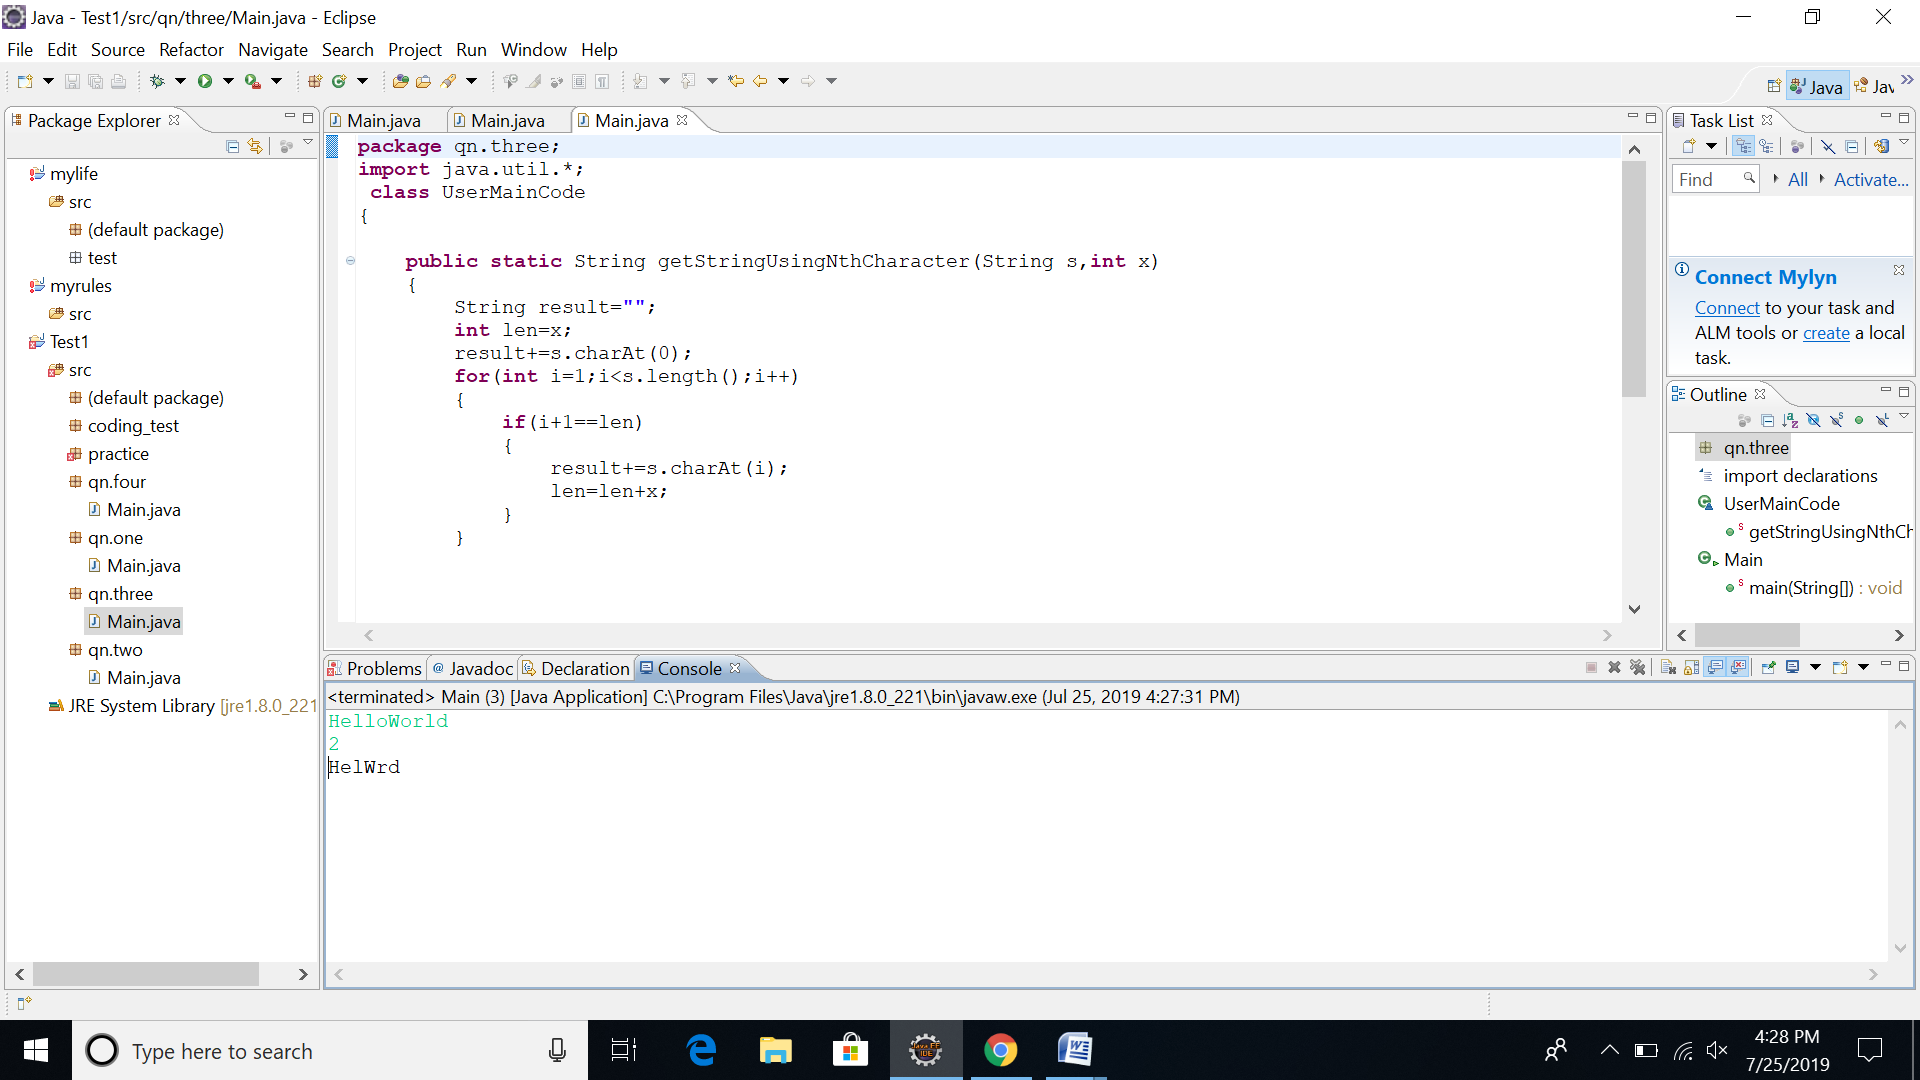 Java - Test1/src/qn/three/Main.java - Eclipse
File Edit Source Refactor Navigate Search Project Run Window Help
Java Jav
Package Explorer
mylife
src
(default package)
test
myrules
src
Test1
src
(default package)
coding_test
practice
qn.four
Main.java
qn.one
Main.java
qn.three
Main.java
qn.two
Main.java
JRE System Library [jre1.8.0_221
Main.java Main.java Main.java
package qn.three;
import java.util.*;
class UserMainCode
{
public static String getStringUsingNthCharacter(String s,int x)
{
String result="";
int len=x;
result+=s.charAt(0);
for(int i=1;i<s.length();i++)
{
if(i+1==len)
{
result+=s.charAt(i);
len=len+x;
}
}
Task List
Find All Activate...
Connect Mylyn
Connect to your task and
ALM tools or create a local
task.
Outline
qn.three
import declarations
UserMainCode
getStringUsingNthCh
Main
main(String[]) : void
Problems Javadoc Declaration Console
<terminated> Main (3) [Java Application] C:\Program Files\Java\jre1.8.0_221\bin\javaw.exe (Jul 25, 2019 4:27:31 PM)
HelloWorld
2
HelWrd
Type here to search
4:28 PM
7/25/2019